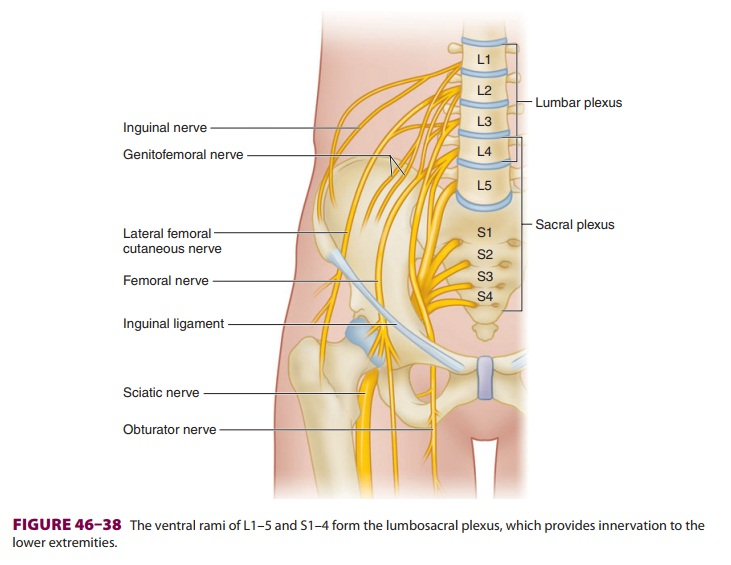 L1
L2
L3
L4
L5
S1
S2
S3
S4
Lumbar plexus
Sacral plexus
Inguinal nerve
Genitofemoral nerve
Lateral femoral
cutaneous nerve
Femoral nerve
Inguinal ligament
Sciatic nerve
Obturator nerve
FIGURE 46–38 The ventral rami of L1–5 and S1–4 form the lumbosacral plexus, which provides innervation to the
lower extremities.